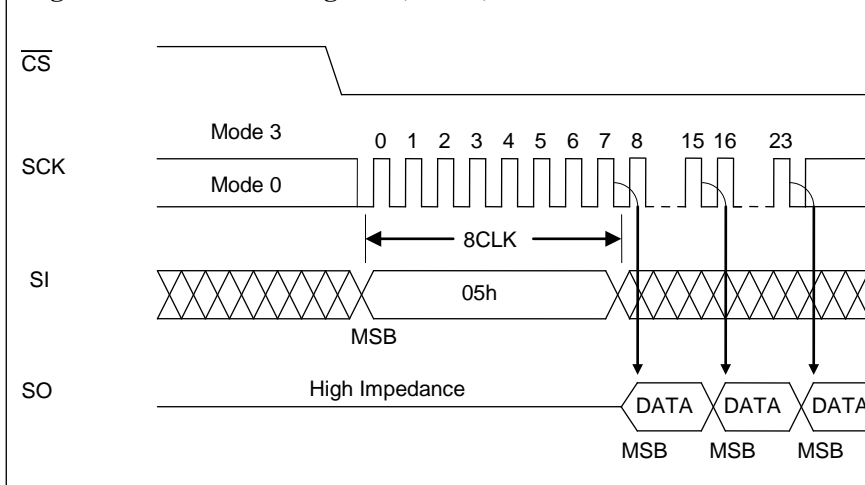 CS
Mode 3
0 1 2 3 4 5 6 7 8 15 16 23
SCK
Mode 0
8CLK
SI
05h
MSB
SO
High Impedance
DATA DATA DATA
MSB MSB MSB